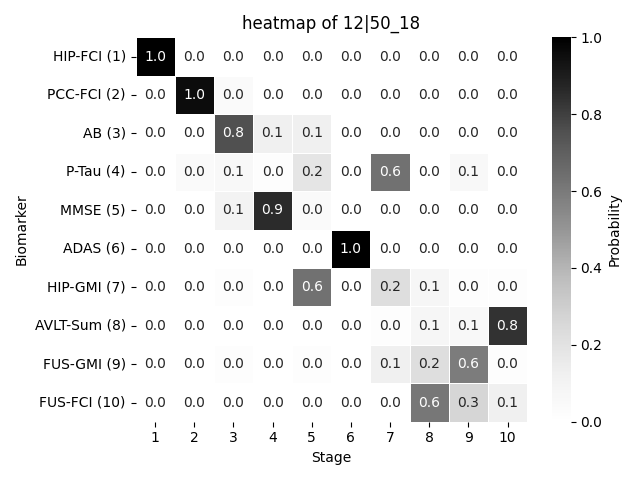 heatmap of 12|50_18
HIP-FCI (1) 1.0 0.0 0.0 0.0 0.0 0.0 0.0 0.0 0.0 0.0
PCC-FCI (2) 0.0 1.0 0.0 0.0 0.0 0.0 0.0 0.0 0.0 0.0
AB (3) 0.0 0.0 0.8 0.1 0.1 0.0 0.0 0.0 0.0 0.0
P-Tau (4) 0.0 0.0 0.1 0.0 0.2 0.0 0.6 0.0 0.1 0.0
MMSE (5) 0.0 0.0 0.1 0.9 0.0 0.0 0.0 0.0 0.0 0.0
ADAS (6) 0.0 0.0 0.0 0.0 0.0 1.0 0.0 0.0 0.0 0.0
HIP-GMI (7) 0.0 0.0 0.0 0.0 0.6 0.0 0.2 0.1 0.0 0.0
AVLT-Sum (8) 0.0 0.0 0.0 0.0 0.0 0.0 0.0 0.1 0.1 0.8
FUS-GMI (9) 0.0 0.0 0.0 0.0 0.0 0.0 0.1 0.2 0.6 0.0
FUS-FCI (10) 0.0 0.0 0.0 0.0 0.0 0.0 0.0 0.6 0.3 0.1
1 2 3 4 5 6 7 8 9 10
Stage
Biomarker
1.0
0.8
0.6
0.4
0.2
0.0
Probability